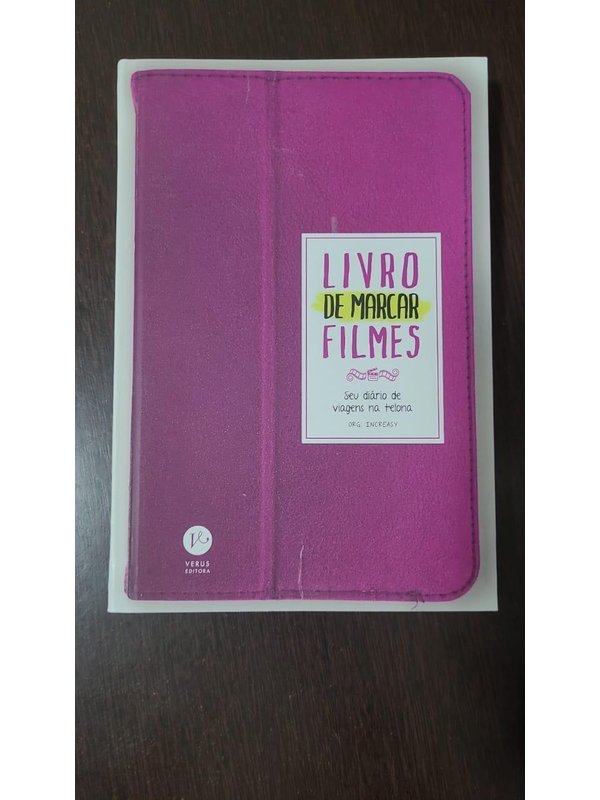 LIVRO
DE MARCAR
FILMES
Seu diário de
viagens na telona
ORG. INCREASY
VERUS
EDITORA